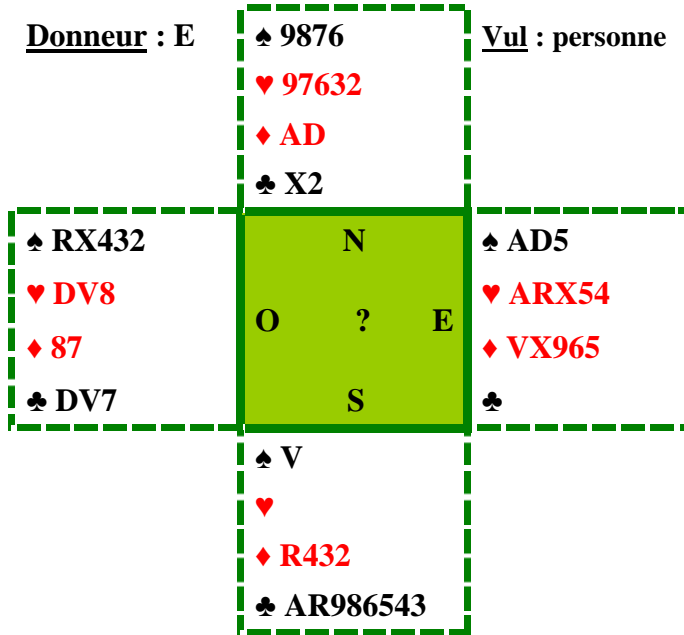 Donneur : E
♠ 9876
Vul : personne
♥ 97632
♦ AD
♣ X2
♠ RX432
♥ DV8
♦ 87
♣ DV7
N
O ? E
S
♠ AD5
♥ ARX54
♦ VX965
♣
♠ V
♥
♦ R432
♣ AR986543